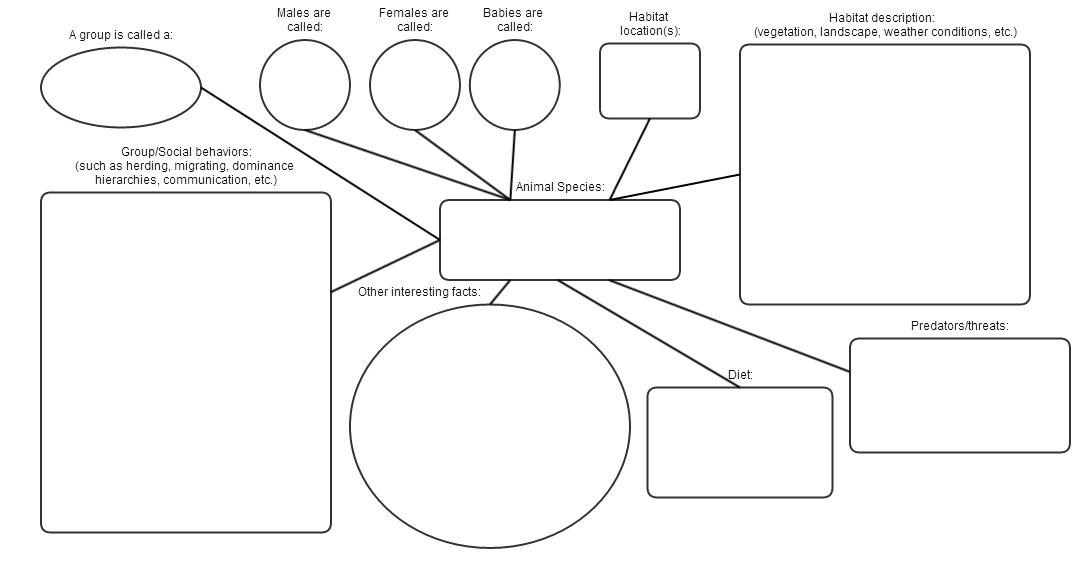 A group is called a:
Males are
called:
Females are
called:
Babies are
called:
Habitat
location(s):
Habitat description:
(vegetation, landscape, weather conditions, etc.)
Group/Social behaviors:
(such as herding, migrating, dominance
hierarchies, communication, etc.)
Animal Species:
Other interesting facts:
Predators/threats:
Diet: